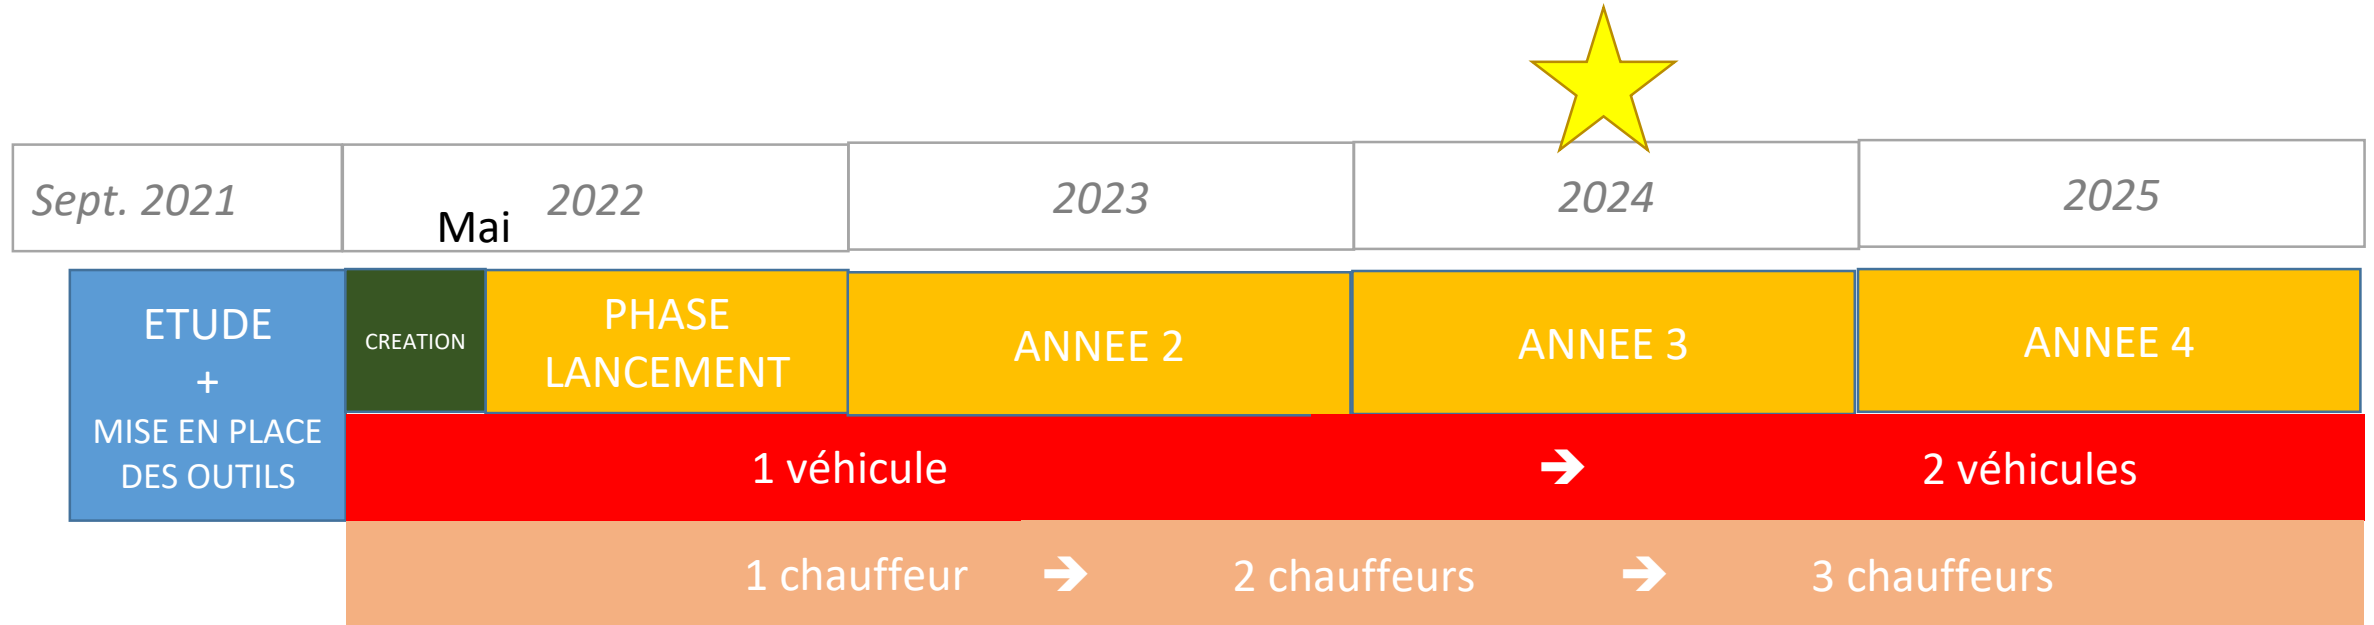 Sept. 2021
Mai
2022
2023
2024
2025
ETUDE
+
MISE EN PLACE
DES OUTILS
CREATION
PHASE
LANCEMENT
ANNEE 2
ANNEE 3
ANNEE 4
1 véhicule 🡺 2 véhicules
1 chauffeur 🡺 2 chauffeurs 🡺 3 chauffeurs